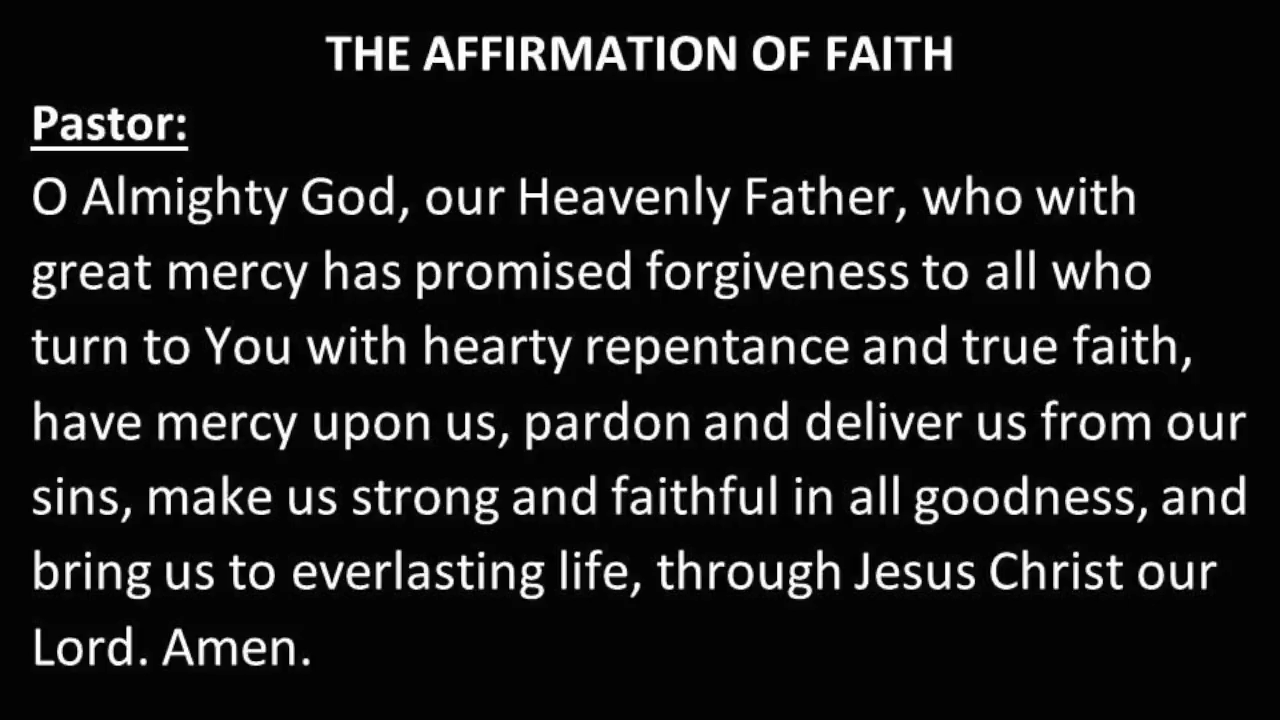 THE AFFIRMATION OF FAITH
Pastor:
O Almighty God, our Heavenly Father, who with
great mercy has promised forgiveness to all who
turn to You with hearty repentance and true faith,
have mercy upon us, pardon and deliver us from our
sins, make us strong and faithful in all goodness, and
bring us to everlasting life, through Jesus Christ our
Lord. Amen.